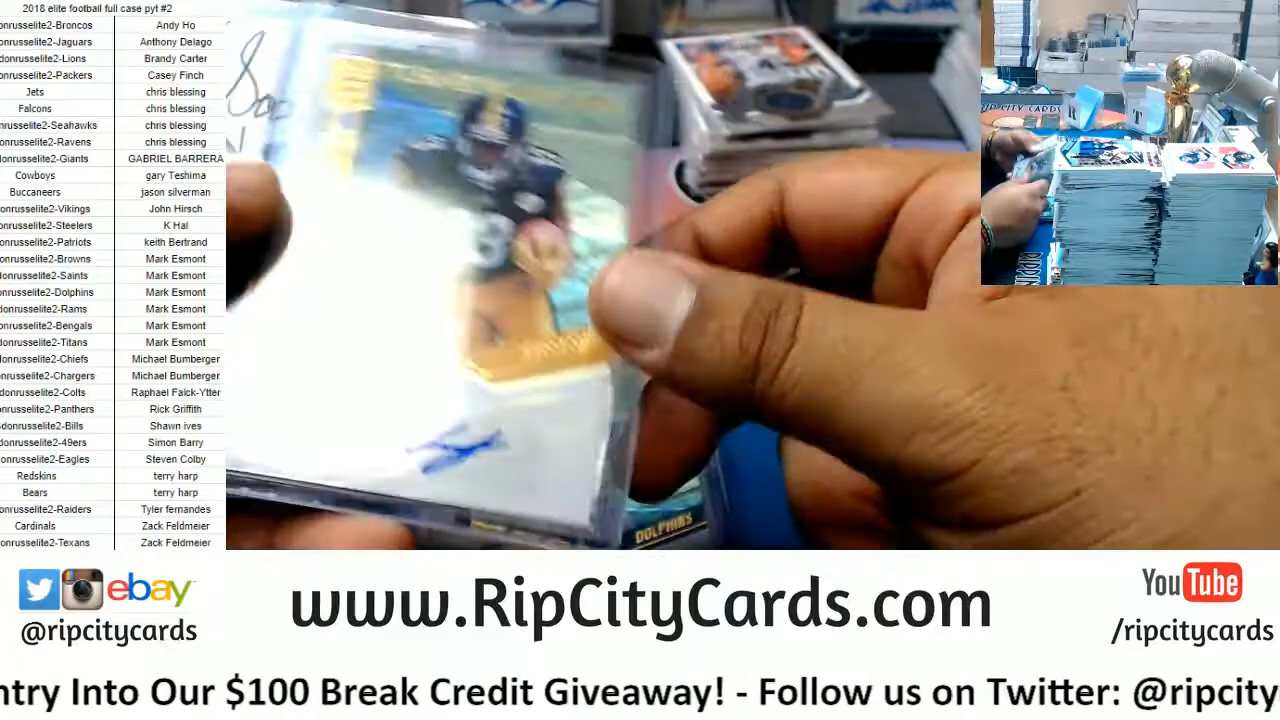 2018 elite football full case pyt #2
onrusselite2-Broncos Andy Ho
onrusselite2-Jaguars Anthony Delago
donrusselite2-Lions Brandy Carter
onrusselite2-Packers Casey Finch
Jets chris blessing
Falcons chris blessing
nrusselite2-Seahawks chris blessing
onrusselite2-Ravens chris blessing
onrusselite2-Giants GABRIEL BARRERA
Cowboys gary Teshima
Buccaneers jason silverman
onrusselite2-Vikings John Hirsch
onrusselite2-Steelers K Hal
onrusselite2-Patriots keith Bertrand
onrusselite2-Browns Mark Esmont
donrusselite2-Saints Mark Esmont
onrusselite2-Dolphins Mark Esmont
donrusselite2-Rams Mark Esmont
onrusselite2-Bengals Mark Esmont
donrusselite2-Titans Mark Esmont
onrusselite2-Chiefs Michael Bumberger
nrusselite2-Chargers Michael Bumberger
donrusselite2-Colts Raphael Falck-Ytter
nrusselite2-Panthers Rick Griffith
donrusselite2-Bills Shawn ives
onrusselite2-49ers Simon Barry
onrusselite2-Eagles Steven Colby
Redskins terry harp
Bears terry harp
onrusselite2-Raiders Tyler fernandes
Cardinals Zack Feldmeier
onrusselite2-Texans Zack Feldmeier
RIP CITY CARDS
DOLPHINS
ebay
@ripcitycards
www.RipCityCards.com
YouTube
/ripcitycards
ntry Into Our $100 Break Credit Giveaway! - Follow us on Twitter: @ripcity